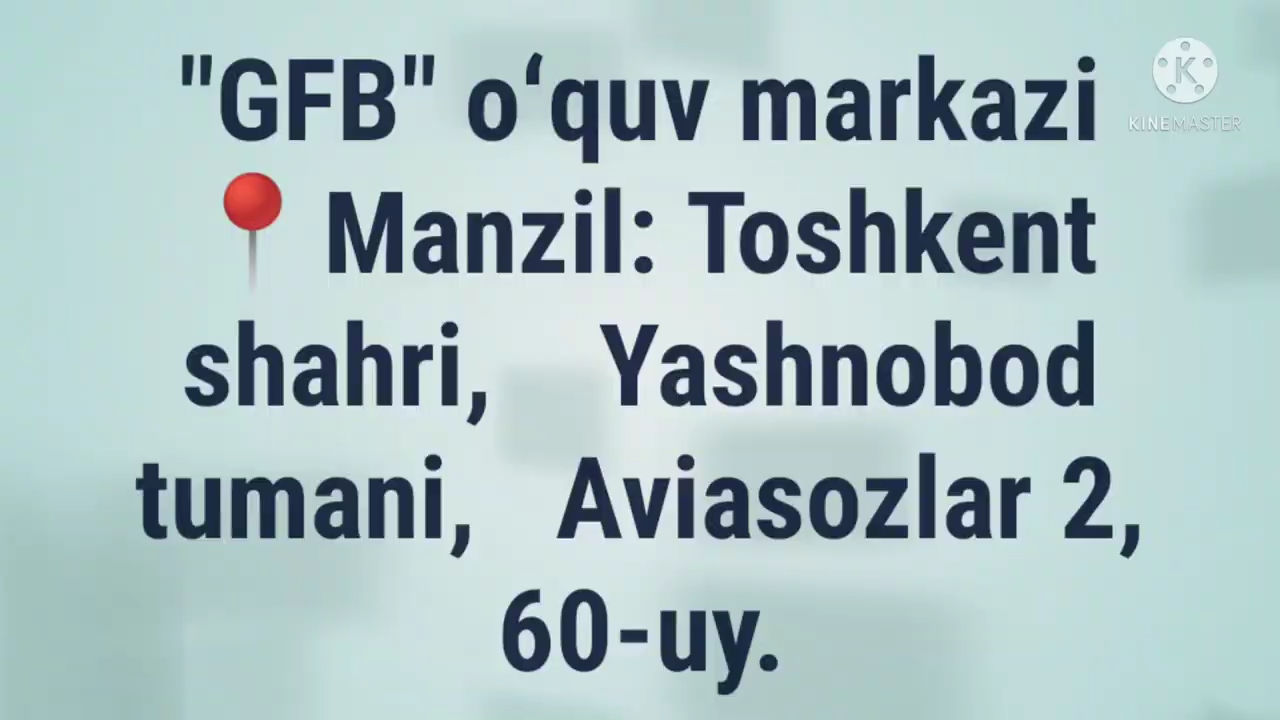 "GFB" o‘quv markazi
📍 Manzil: Toshkent
shahri, Yashnobod
tumani, Aviasozlar 2,
60-uy.
K
KINEMASTER